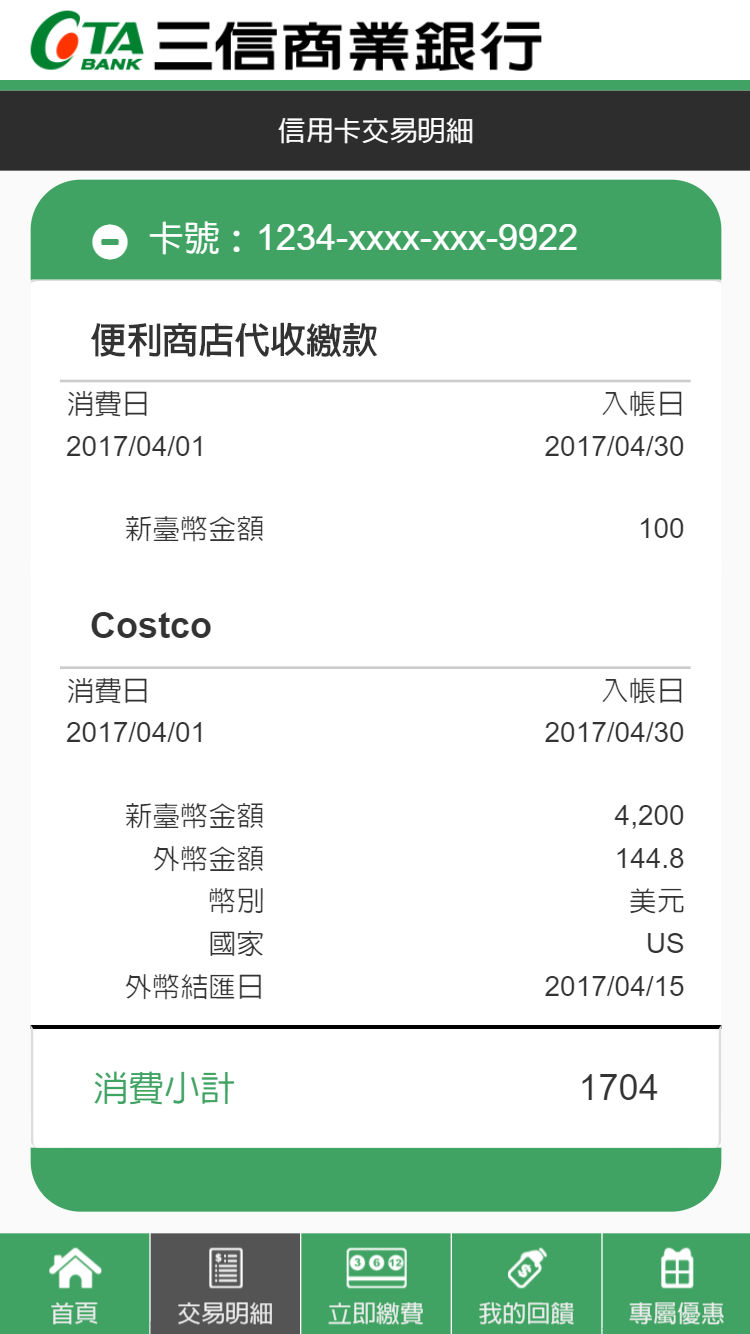 COTA BANK 三信商業銀行
信用卡交易明細
卡號：1234-xxxx-xxx-9922
便利商店代收繳款
消費日 入帳日
2017/04/01 2017/04/30
新臺幣金額 100
Costco
消費日 入帳日
2017/04/01 2017/04/30
新臺幣金額 4,200
外幣金額 144.8
幣別 美元
國家 US
外幣結匯日 2017/04/15
消費小計 1704
3 6 12
首頁 交易明細 立即繳費 我的回饋 專屬優惠